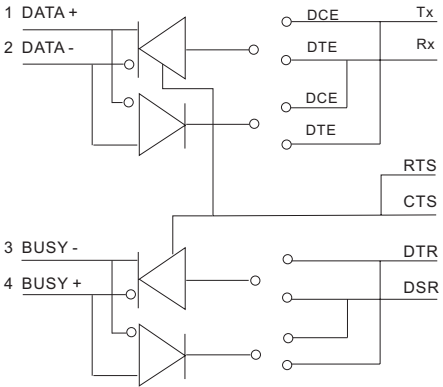 1 DATA + DCE Tx
2 DATA - DTE Rx
DCE
DTE
RTS
CTS
3 BUSY - DTR
4 BUSY + DSR